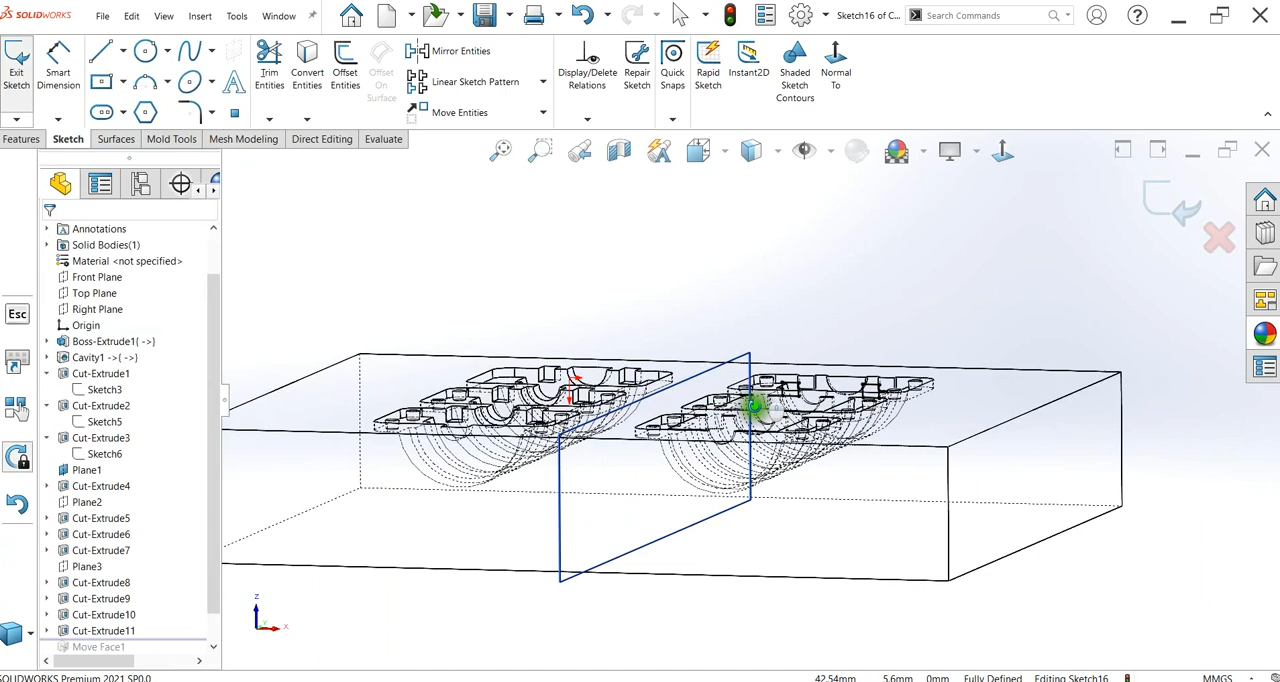 SOLIDWORKS File Edit View Insert Tools Window Sketch16 of C... Search Commands
Exit Sketch
Smart Dimension
Trim Entities
Convert Entities
Offset Entities
Offset On Surface
Mirror Entities
Linear Sketch Pattern
Move Entities
Display/Delete Relations
Repair Sketch
Quick Snaps
Rapid Sketch
Instant2D
Shaded Sketch Contours
Normal To
Features Sketch Surfaces Mold Tools Mesh Modeling Direct Editing Evaluate
Annotations
Solid Bodies(1)
Material <not specified>
Front Plane
Top Plane
Right Plane
Origin
Boss-Extrude1( ->)
Cavity1 ->( ->)
Cut-Extrude1
Sketch3
Cut-Extrude2
Sketch5
Cut-Extrude3
Sketch6
Plane1
Cut-Extrude4
Plane2
Cut-Extrude5
Cut-Extrude6
Cut-Extrude7
Plane3
Cut-Extrude8
Cut-Extrude9
Cut-Extrude10
Cut-Extrude11
Move Face1
Esc
z
x
SOLIDWORKS Premium 2021 SP0.0 42.54mm 5.6mm 0mm Fully Defined Editing Sketch16 MMGS